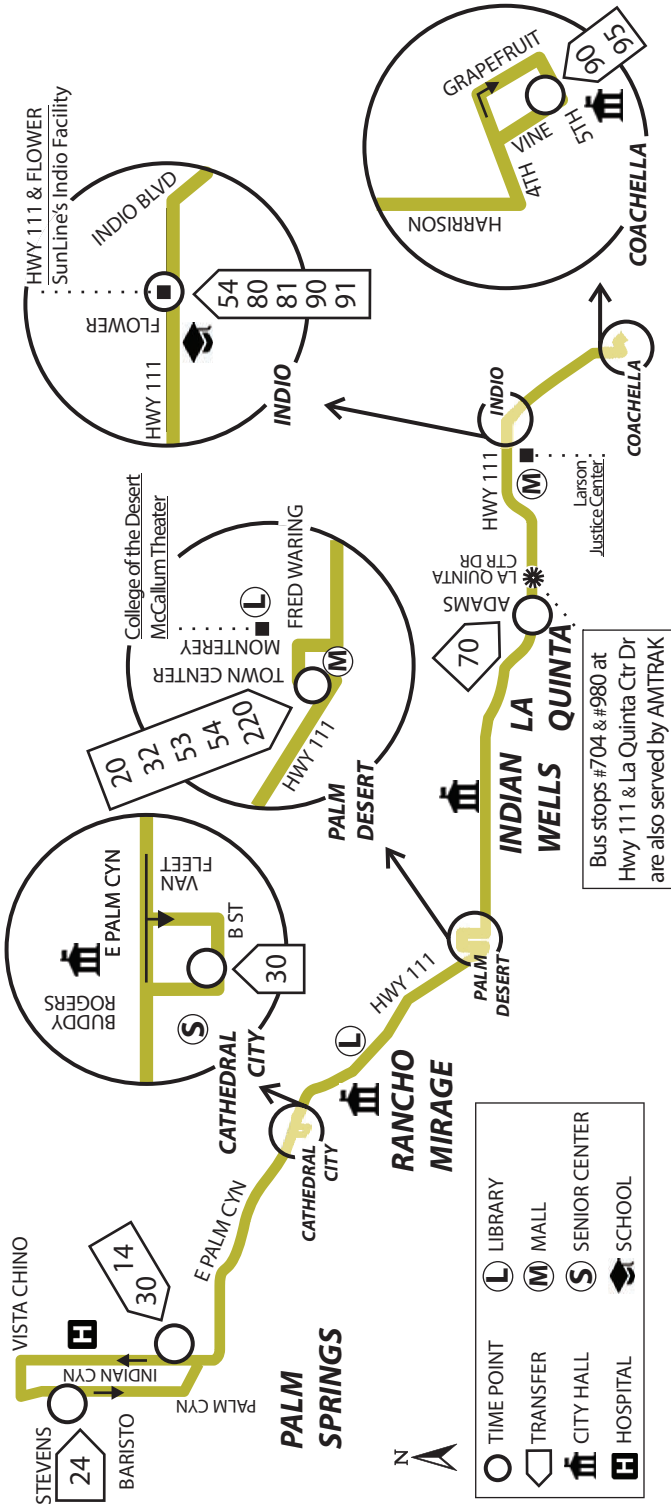 STEVENS
24
BARISTO
VISTA CHINO
INDIAN CYN
PALM CYN
H
14
30
PALM
SPRINGS
E PALM CYN
CATHEDRAL
CITY
BUDDY
ROGERS
E PALM CYN
VAN
FLEET
B ST
30
S
CATHEDRAL
CITY
L
RANCHO
MIRAGE
HWY 111
PALM
DESERT
College of the Desert
McCallum Theater
20
32
53
54
220
TOWN CENTER
MONTEREY
L
FRED WARING
M
HWY 111
PALM
DESERT
INDIAN
WELLS
LA
QUINTA
70
ADAMS
LA QUINTA
CTR DR
Bus stops #704 & #980 at
Hwy 111 & La Quinta Ctr Dr
are also served by AMTRAK
HWY 111
M
Larson
Justice Center
INDIO
HWY 111 & FLOWER
SunLine's Indio Facility
HWY 111
FLOWER
INDIO BLVD
54
80
81
90
91
INDIO
COACHELLA
HARRISON
4TH
VINE
GRAPEFRUIT
5TH
90
95
COACHELLA
N
TIME POINT
TRANSFER
CITY HALL
H HOSPITAL
L LIBRARY
M MALL
S SENIOR CENTER
SCHOOL